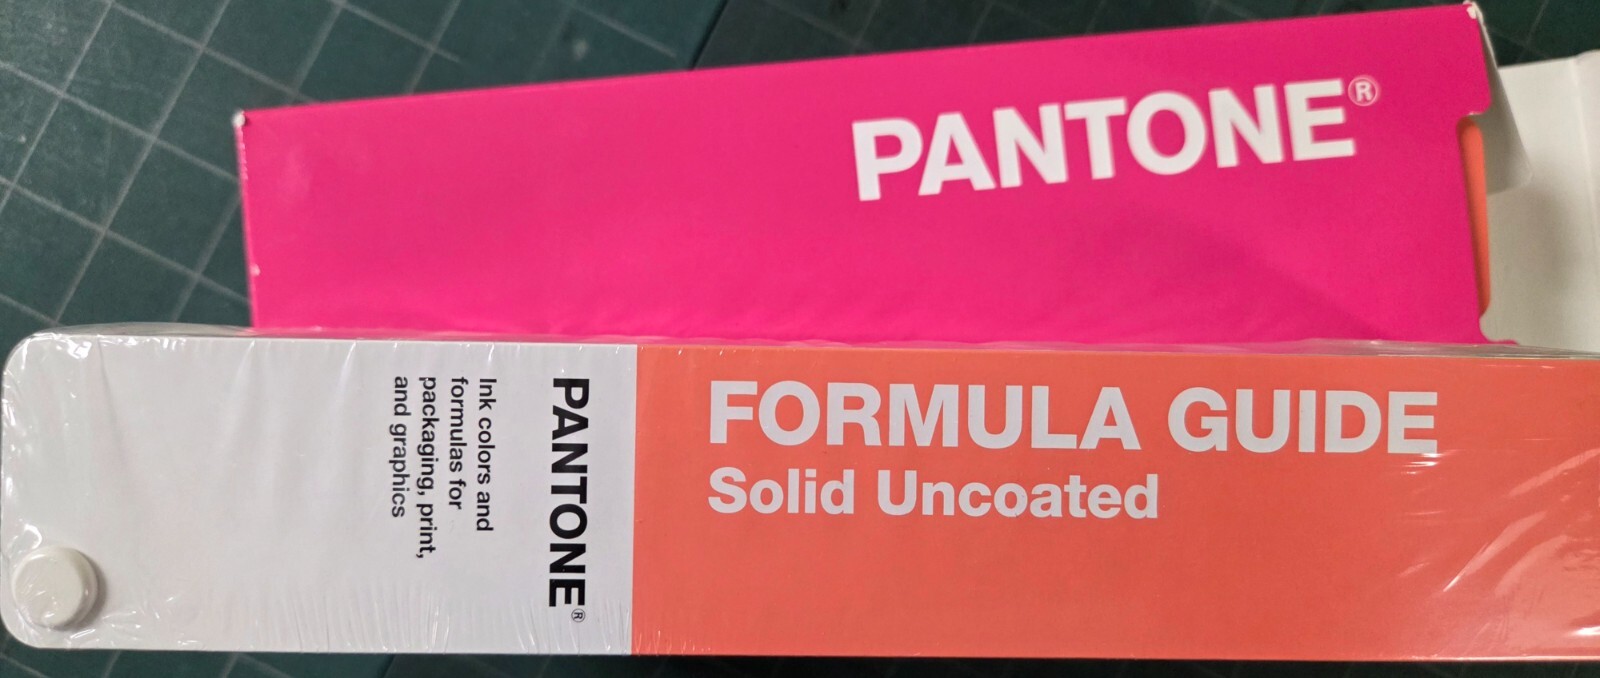 PANTONE®
FORMULA GUIDE
Solid Uncoated
PANTONE®
Ink colors and
formulas for
packaging, print,
and graphics